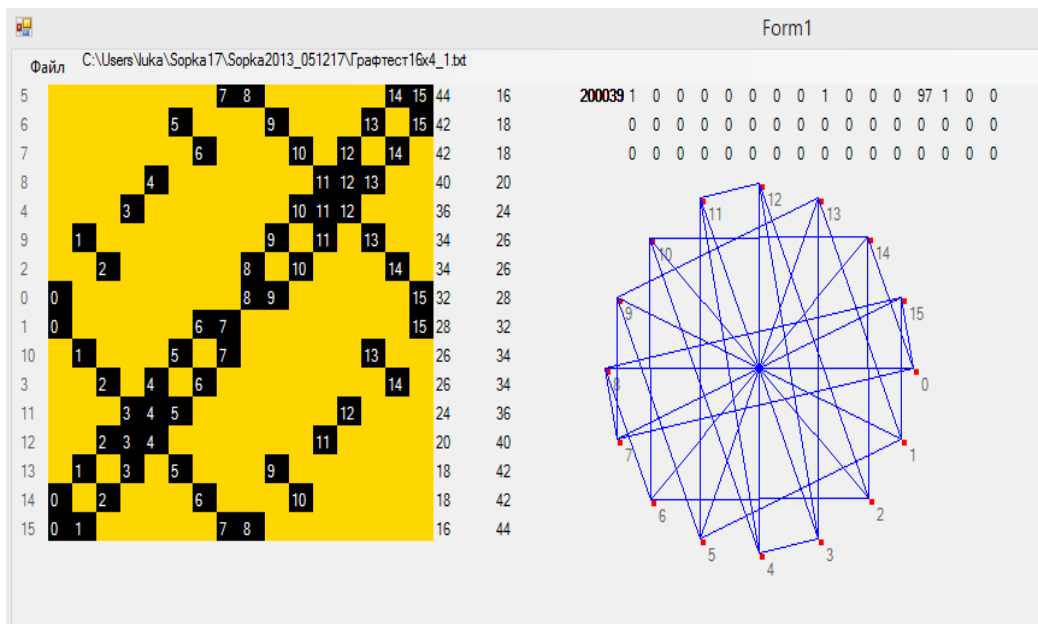 Form1
Файл C:\Users\luka\Sopka17\Sopka2013_051217\Графтест16x4_1.txt
5 7 8 14 15 44 16 200039 1 0 0 0 0 0 0 0 1 0 0 0 97 1 0 0
6 5 9 13 15 42 18 0 0 0 0 0 0 0 0 0 0 0 0 0 0 0 0
7 6 10 12 14 42 18 0 0 0 0 0 0 0 0 0 0 0 0 0 0 0 0
8 4 11 12 13 40 20
4 3 10 11 12 36 24
9 1 9 11 13 34 26
2 2 8 10 14 34 26
0 0 8 9 15 32 28
1 0 6 7 15 28 32
10 1 5 7 13 26 34
3 2 4 6 14 26 34
11 3 4 5 12 24 36
12 2 3 4 11 20 40
13 1 3 5 9 18 42
14 0 2 6 10 18 42
15 0 1 7 8 16 44
12
11
13
10
14
9
15
8
0
7
1
6
2
5
3
4